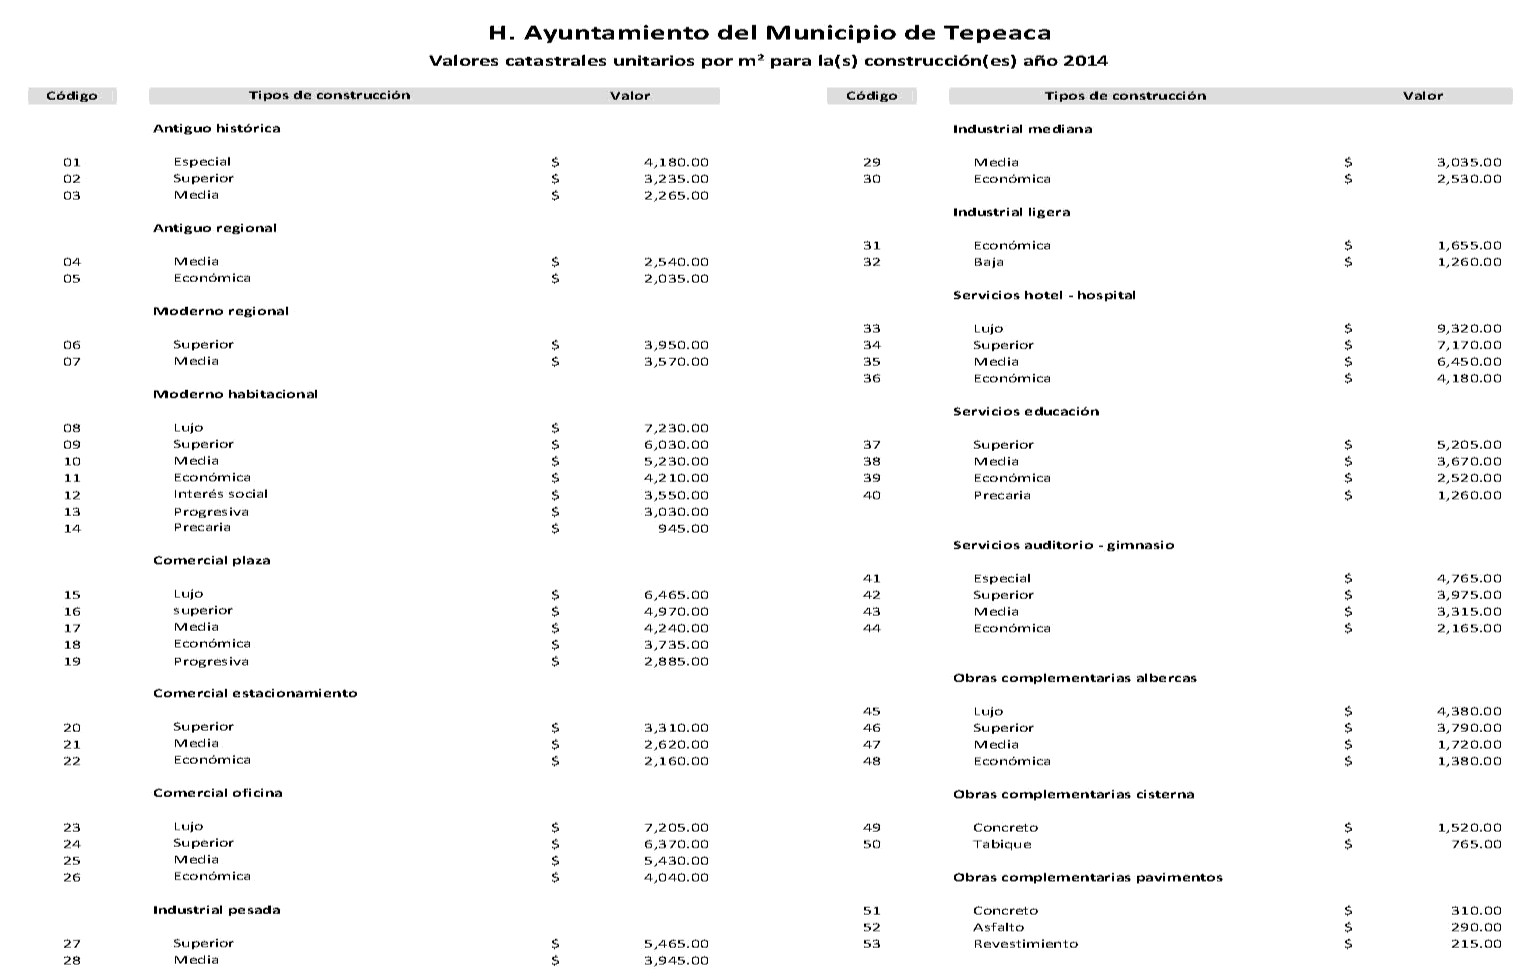 H. Ayuntamiento del Municipio de Tepeaca
Valores catastrales unitarios por m² para la(s) construcción(es) año 2014
Código Tipos de construcción Valor
Antiguo histórica
01 Especial $ 4,180.00
02 Superior $ 3,235.00
03 Media $ 2,265.00
Antiguo regional
04 Media $ 2,540.00
05 Económica $ 2,035.00
Moderno regional
06 Superior $ 3,950.00
07 Media $ 3,570.00
Moderno habitacional
08 Lujo $ 7,230.00
09 Superior $ 6,030.00
10 Media $ 5,230.00
11 Económica $ 4,210.00
12 Interés social $ 3,550.00
13 Progresiva $ 3,030.00
14 Precaria $ 945.00
Comercial plaza
15 Lujo $ 6,465.00
16 superior $ 4,970.00
17 Media $ 4,240.00
18 Económica $ 3,735.00
19 Progresiva $ 2,885.00
Comercial estacionamiento
20 Superior $ 3,310.00
21 Media $ 2,620.00
22 Económica $ 2,160.00
Comercial oficina
23 Lujo $ 7,205.00
24 Superior $ 6,370.00
25 Media $ 5,430.00
26 Económica $ 4,040.00
Industrial pesada
27 Superior $ 5,465.00
28 Media $ 3,945.00
Código Tipos de construcción Valor
Industrial mediana
29 Media $ 3,035.00
30 Económica $ 2,530.00
Industrial ligera
31 Económica $ 1,655.00
32 Baja $ 1,260.00
Servicios hotel - hospital
33 Lujo $ 9,320.00
34 Superior $ 7,170.00
35 Media $ 6,450.00
36 Económica $ 4,180.00
Servicios educación
37 Superior $ 5,205.00
38 Media $ 3,670.00
39 Económica $ 2,520.00
40 Precaria $ 1,260.00
Servicios auditorio - gimnasio
41 Especial $ 4,765.00
42 Superior $ 3,975.00
43 Media $ 3,315.00
44 Económica $ 2,165.00
Obras complementarias albercas
45 Lujo $ 4,380.00
46 Superior $ 3,790.00
47 Media $ 1,720.00
48 Económica $ 1,380.00
Obras complementarias cisterna
49 Concreto $ 1,520.00
50 Tabique $ 765.00
Obras complementarias pavimentos
51 Concreto $ 310.00
52 Asfalto $ 290.00
53 Revestimiento $ 215.00